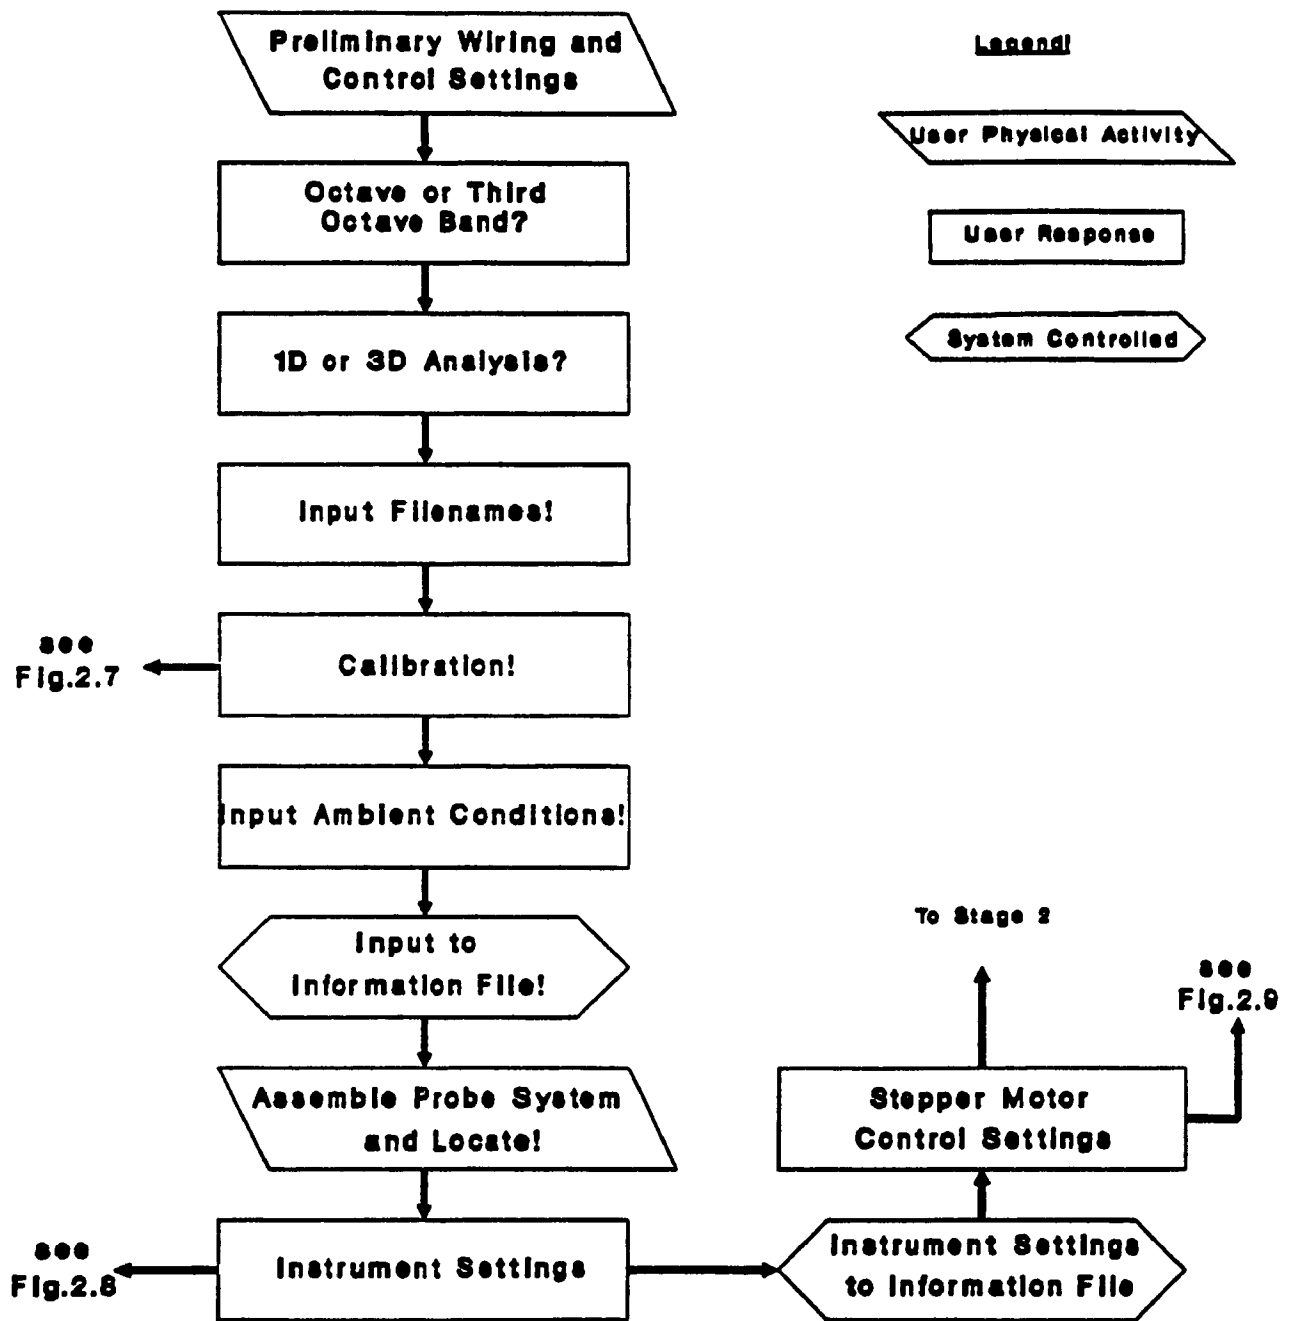 Preliminary Wiring and
Control Settings
Legend!
User Physical Activity
Octave or Third
Octave Band?
User Response
1D or 3D Analysis?
System Controlled
Input Filenames!
see
Fig.2.7
Calibration!
Input Ambient Conditions!
Input to
Information File!
To Stage 2
see
Fig.2.9
Assemble Probe System
and Locate!
Stepper Motor
Control Settings
see
Fig.2.8
Instrument Settings
Instrument Settings
to Information File